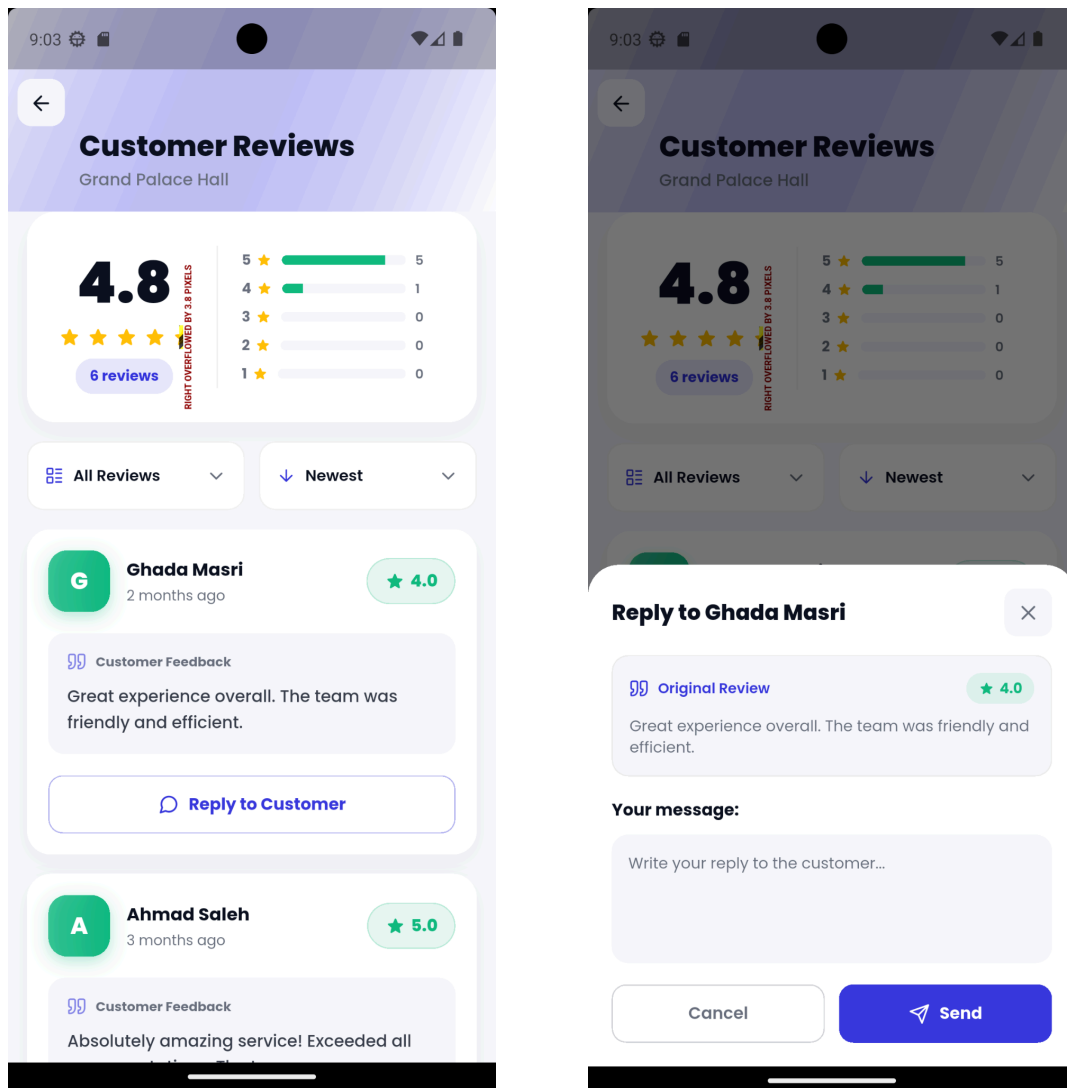 9:03
Customer Reviews
Grand Palace Hall
4.8
6 reviews
RIGHT OVERFLOWED BY 3.8 PIXELS
5 5
4 1
3 0
2 0
1 0
All Reviews
Newest
G
Ghada Masri
2 months ago
4.0
Customer Feedback
Great experience overall. The team was
friendly and efficient.
Reply to Customer
A
Ahmad Saleh
3 months ago
5.0
Customer Feedback
Absolutely amazing service! Exceeded all
9:03
Customer Reviews
Grand Palace Hall
4.8
6 reviews
RIGHT OVERFLOWED BY 3.8 PIXELS
5 5
4 1
3 0
2 0
1 0
All Reviews
Newest
Reply to Ghada Masri
Original Review
4.0
Great experience overall. The team was friendly and
efficient.
Your message:
Write your reply to the customer...
Cancel
Send